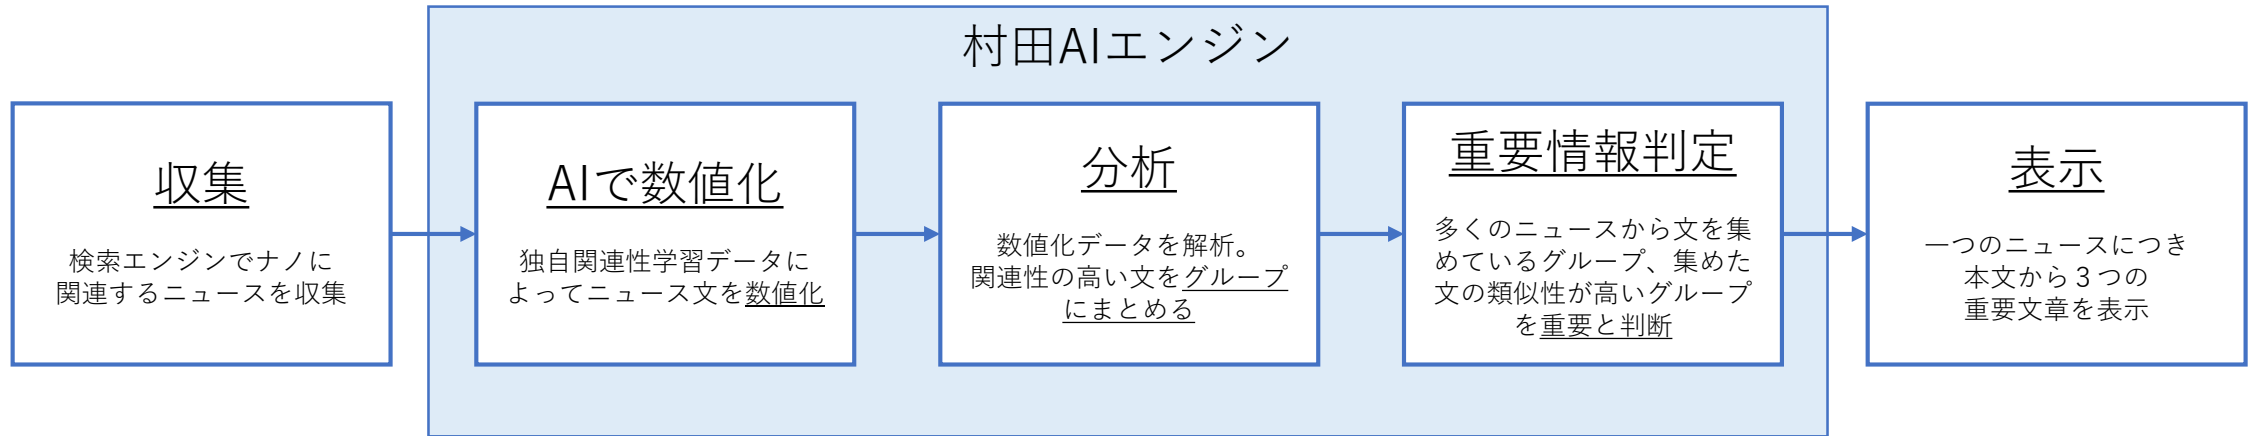 村田AIエンジン
収集
検索エンジンでナノに
関連するニュースを収集
AIで数値化
独自関連性学習データに
よってニュース文を数値化
分析
数値化データを解析。
関連性の高い文をグループ
にまとめる
重要情報判定
多くのニュースから文を集
めているグループ、集めた
文の類似性が高いグループ
を重要と判断
表示
一つのニュースにつき
本文から３つの
重要文章を表示